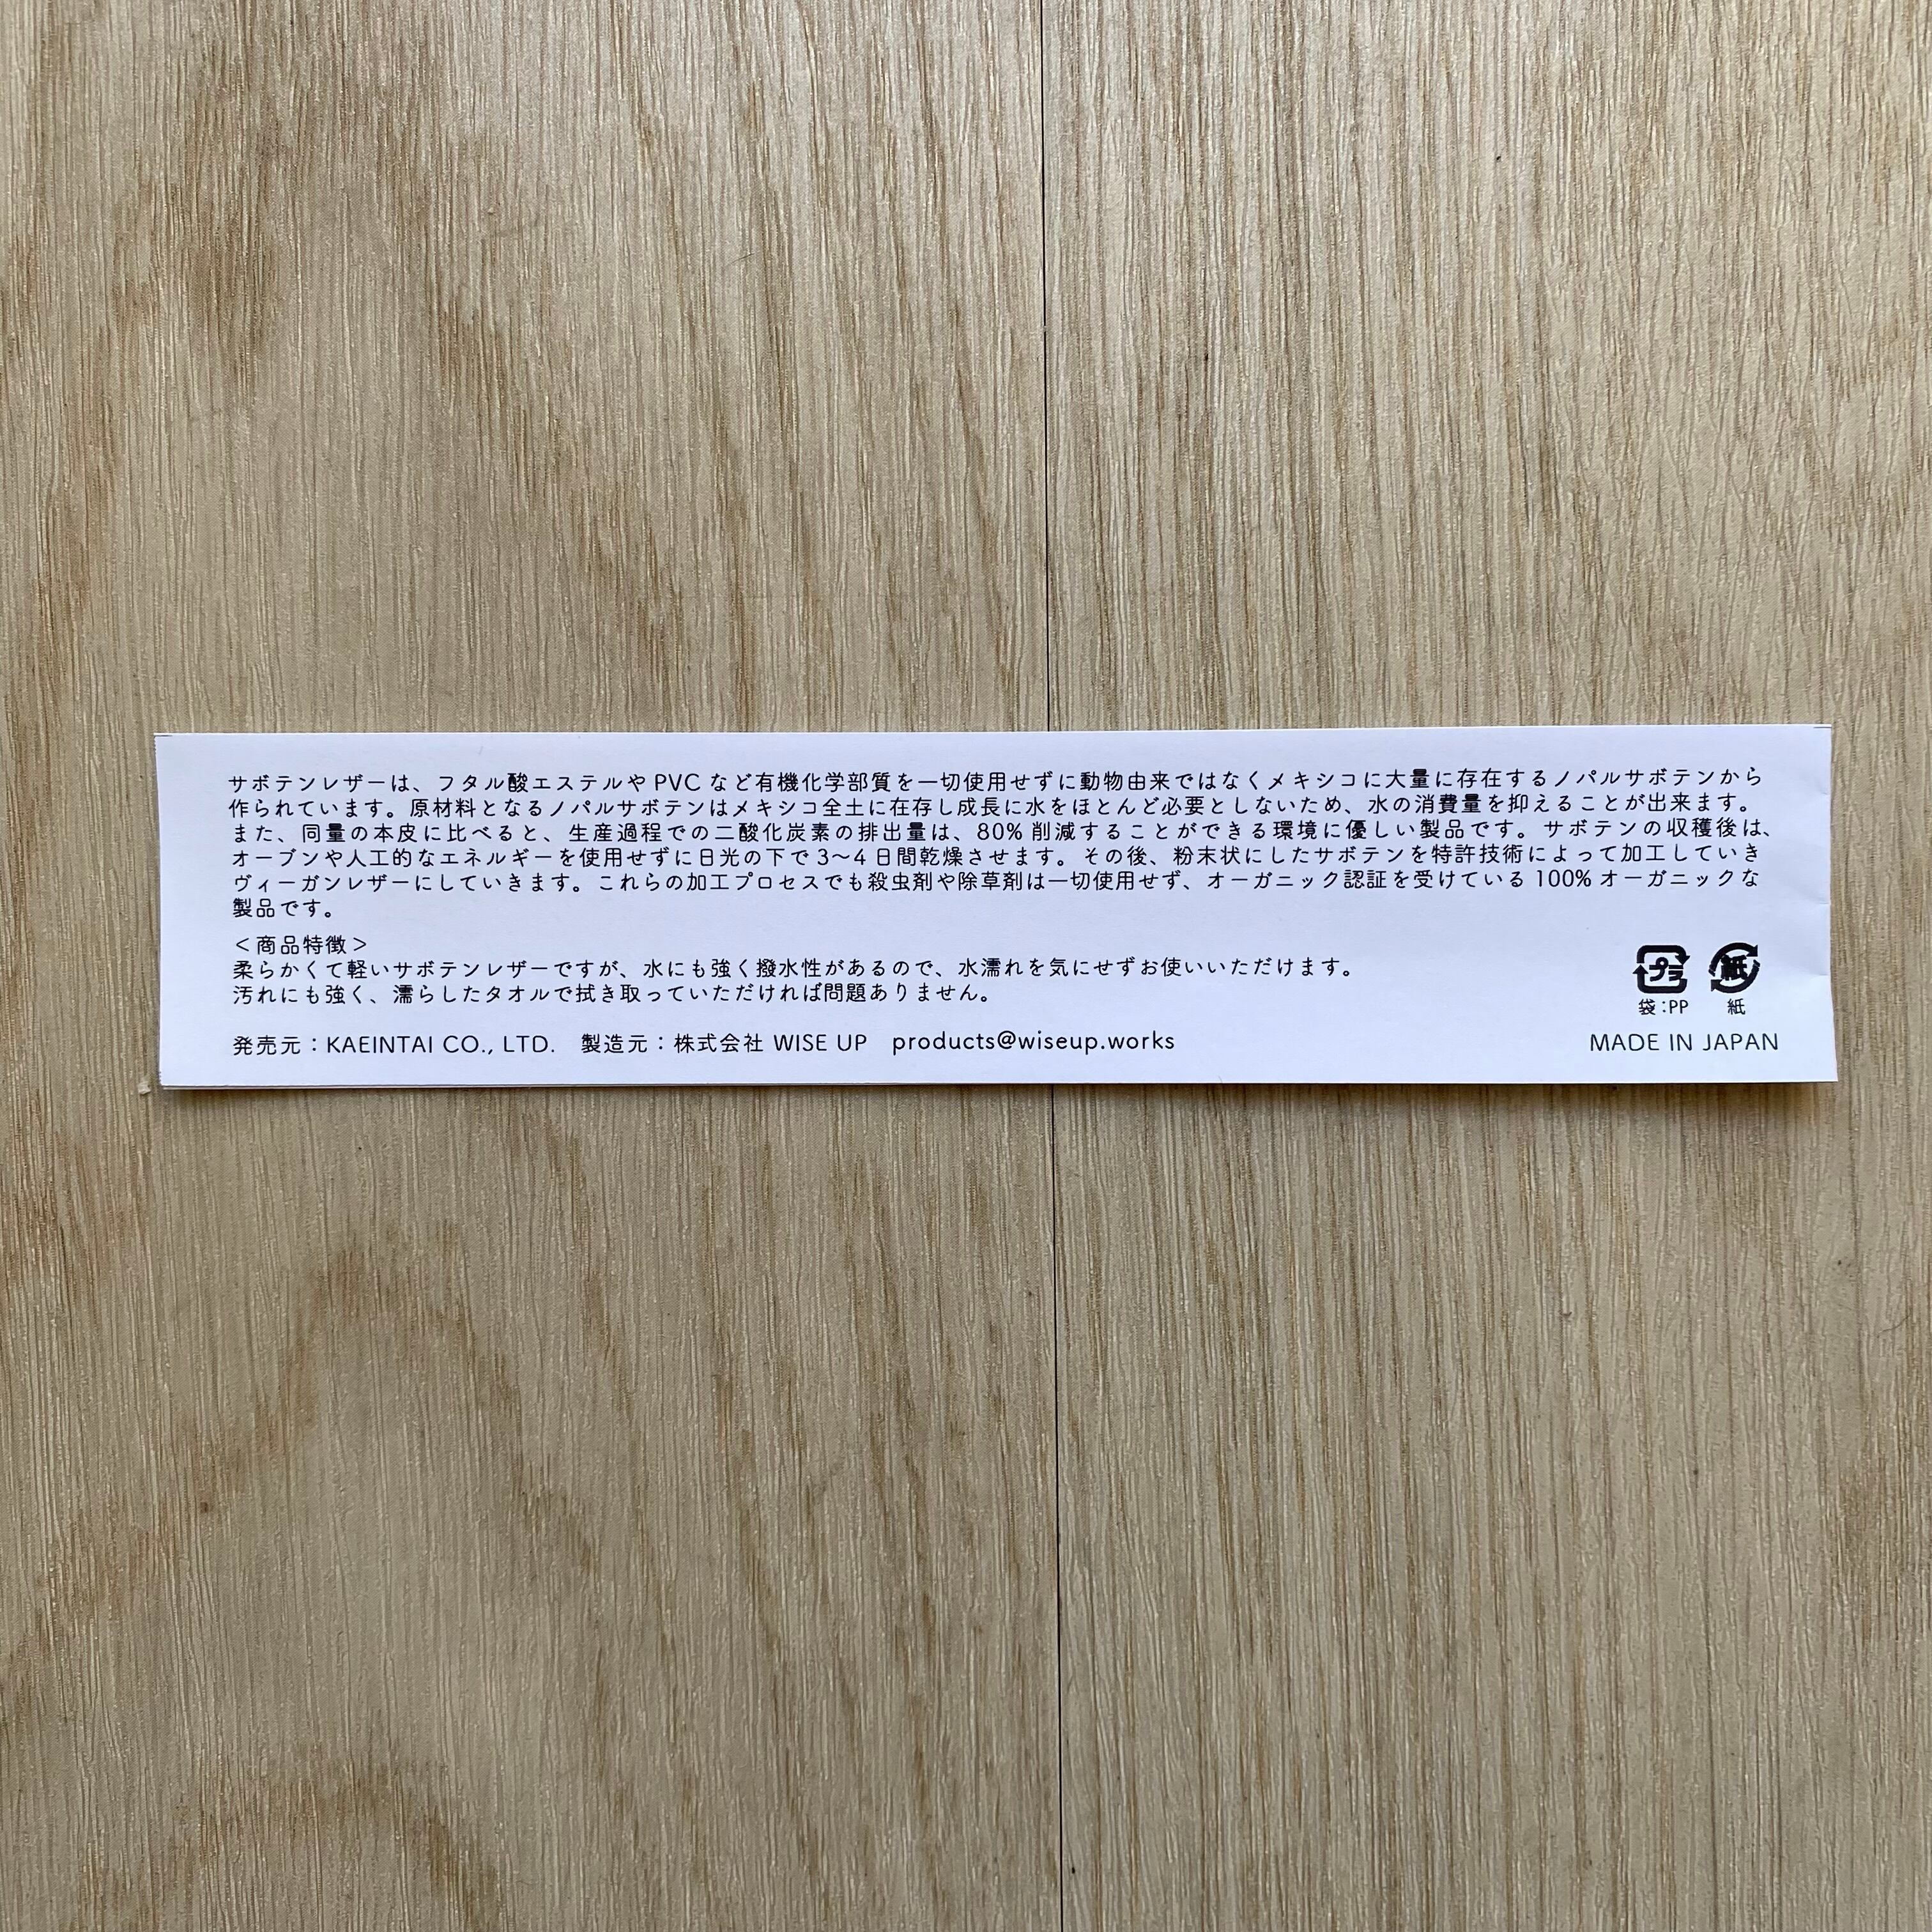 サボテンレザーは、フタル酸エステルや PVC など有機化学部質を一切使用せずに動物由来ではなくメキシコに大量に存在するノパルサボテンから
作られています。原材料となるノパルサボテンはメキシコ全土に在存し成長に水をほとんど必要としないため、水の消費量を抑えることが出来ます。
また、同量の本皮に比べると、生産過程での二酸化炭素の排出量は、80% 削減することができる環境に優しい製品です。サボテンの収穫後は、
オーブンや人工的なエネルギーを使用せずに日光の下で 3〜4 日間乾燥させます。その後、粉末状にしたサボテンを特許技術によって加工していき
ヴィーガンレザーにしていきます。これらの加工プロセスでも殺虫剤や除草剤は一切使用せず、オーガニック認証を受けている 100% オーガニックな
製品です。
＜商品特徴＞
柔らかくて軽いサボテンレザーですが、水にも強く撥水性があるので、水濡れを気にせずお使いいただけます。
汚れにも強く、濡らしたタオルで拭き取っていただければ問題ありません。
プラ 紙
袋:PP 紙
発売元：KAEINTAI CO., LTD. 製造元：株式会社 WISE UP products@wiseup.works MADE IN JAPAN